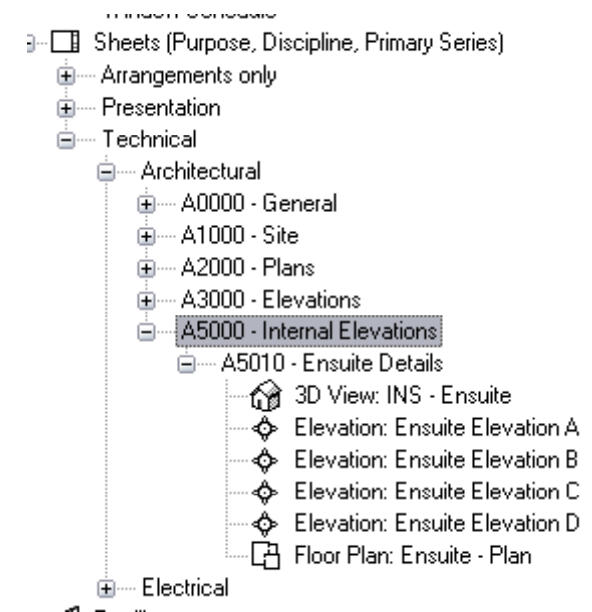 Sheets (Purpose, Discipline, Primary Series)
Arrangements only
Presentation
Technical
Architectural
A0000 - General
A1000 - Site
A2000 - Plans
A3000 - Elevations
A5000 - Internal Elevations
A5010 - Ensuite Details
3D View: INS - Ensuite
Elevation: Ensuite Elevation A
Elevation: Ensuite Elevation B
Elevation: Ensuite Elevation C
Elevation: Ensuite Elevation D
Floor Plan: Ensuite - Plan
Electrical